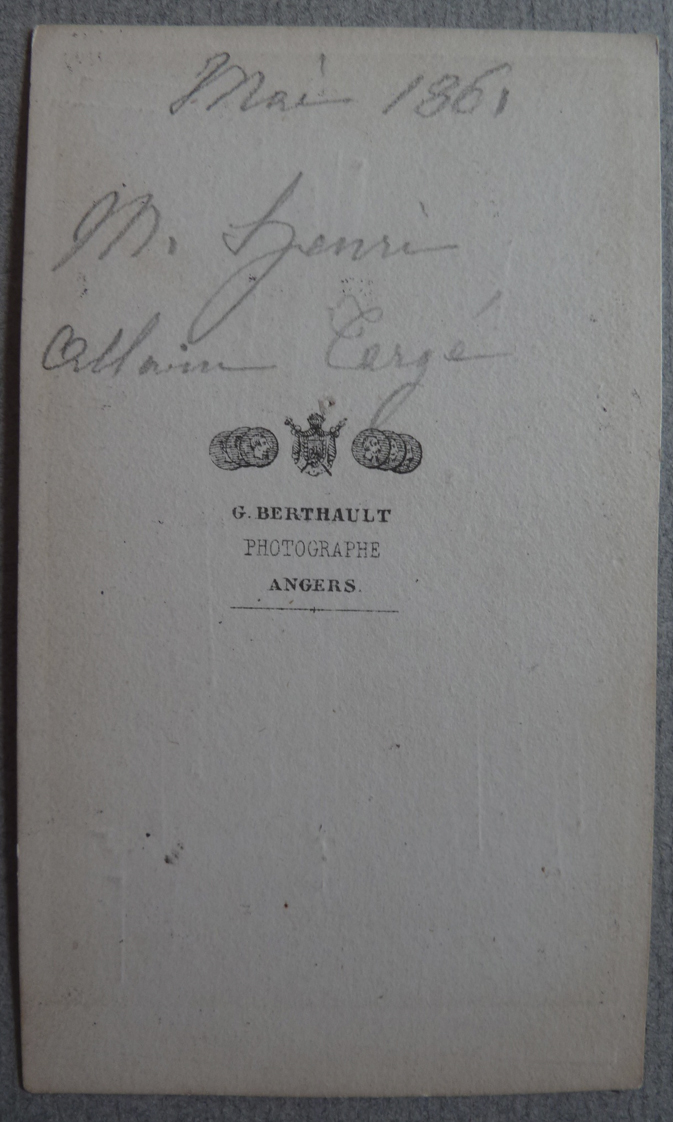 Mai 1861
M. Henri
Allain Targé
G. BERTHAULT
PHOTOGRAPHE
ANGERS.